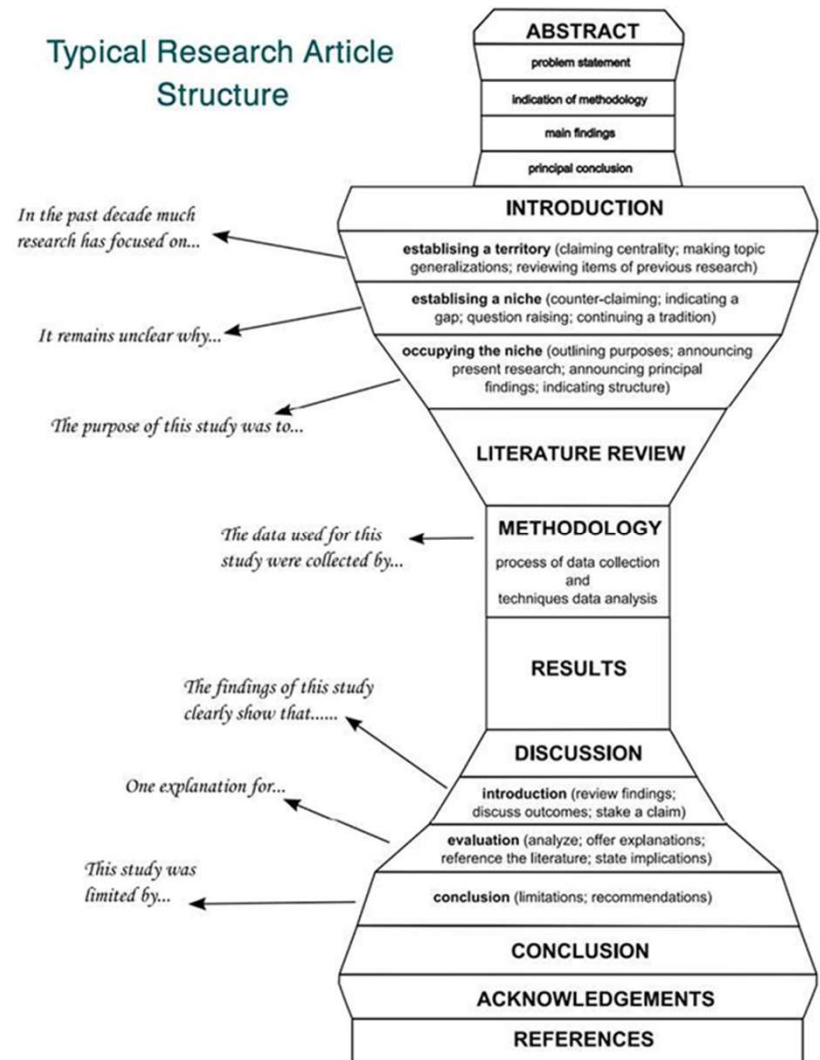 Typical Research Article
Structure
ABSTRACT
problem statement
indication of methodology
main findings
principal conclusion
INTRODUCTION
In the past decade much
research has focused on...
establising a territory (claiming centrality; making topic
generalizations; reviewing items of previous research)
establising a niche (counter-claiming; indicating a
gap; question raising; continuing a tradition)
It remains unclear why...
occupying the niche (outlining purposes; announcing
present research; announcing principal
findings; indicating structure)
The purpose of this study was to...
LITERATURE REVIEW
METHODOLOGY
The data used for this
study were collected by...
process of data collection
and
techniques data analysis
RESULTS
The findings of this study
clearly show that......
DISCUSSION
introduction (review findings;
discuss outcomes; stake a claim)
One explanation for...
evaluation (analyze; offer explanations;
reference the literature; state implications)
This study was
limited by...
conclusion (limitations; recommendations)
CONCLUSION
ACKNOWLEDGEMENTS
REFERENCES